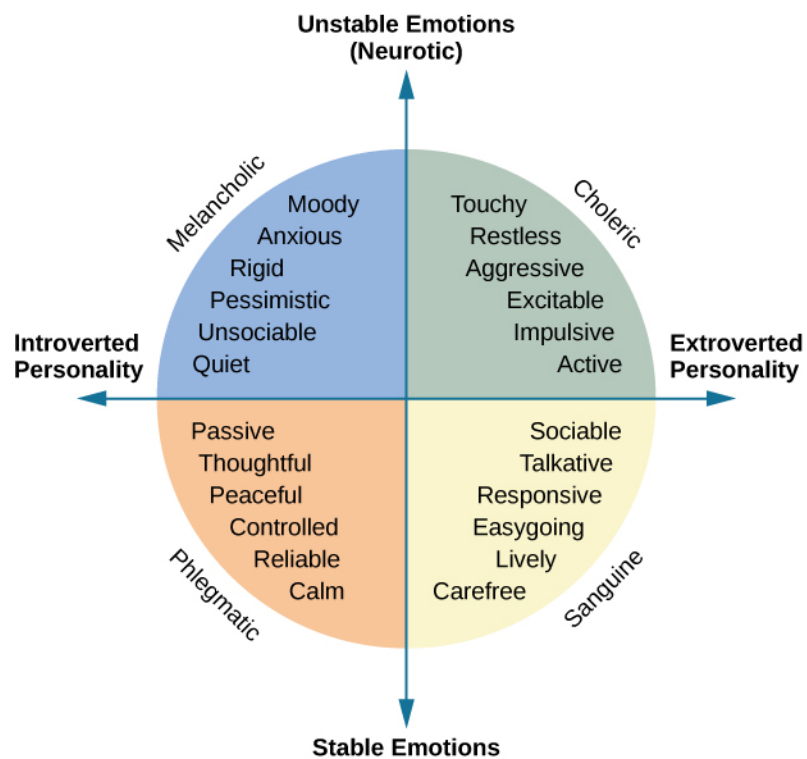 Unstable Emotions
(Neurotic)
Melancholic
Choleric
Moody
Anxious
Rigid
Pessimistic
Unsociable
Quiet
Touchy
Restless
Aggressive
Excitable
Impulsive
Active
Introverted
Personality
Extroverted
Personality
Passive
Thoughtful
Peaceful
Controlled
Reliable
Calm
Sociable
Talkative
Responsive
Easygoing
Lively
Carefree
Phlegmatic
Sanguine
Stable Emotions